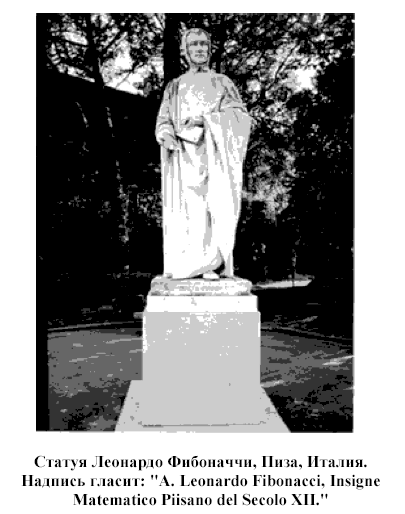 Статуя Леонардо Фибоначчи, Пиза, Италия.
Надпись гласит: "A. Leonardo Fibonacci, Insigne
Matematico Piisano del Secolo XII."